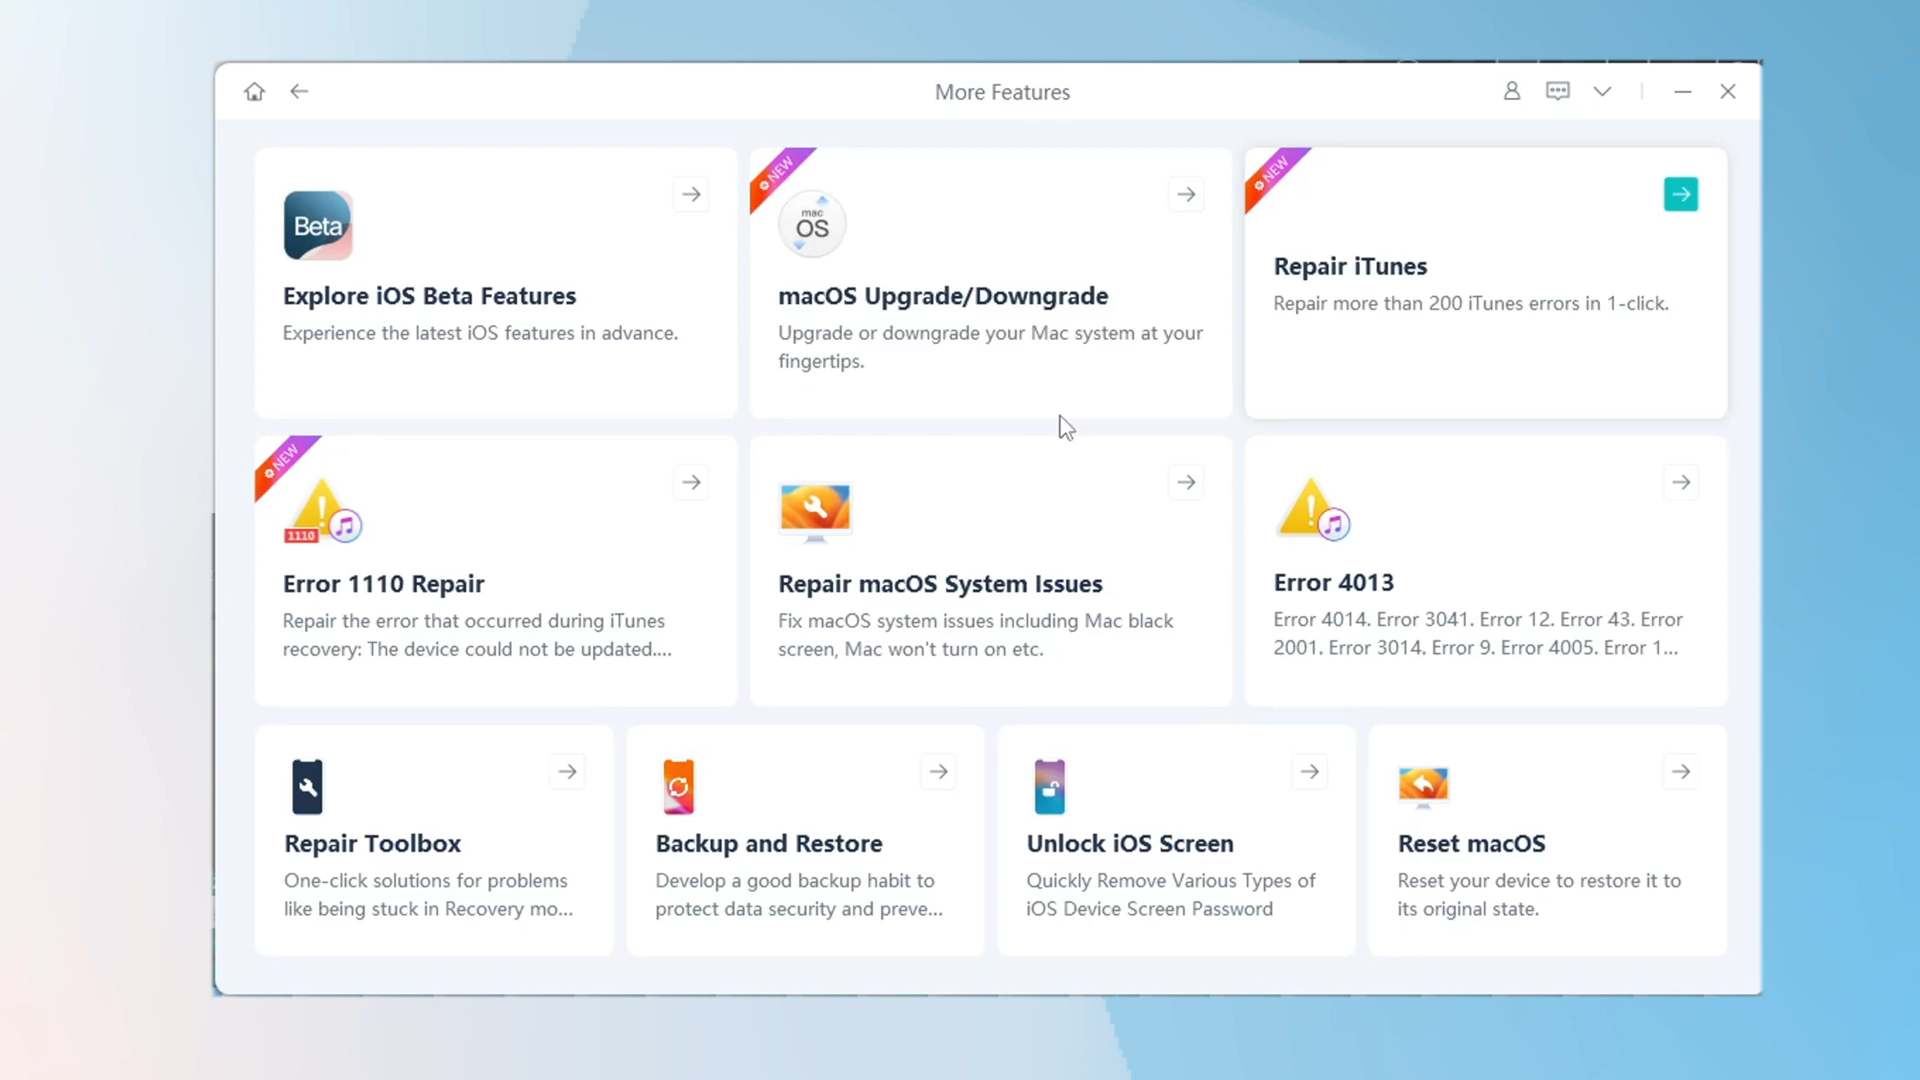 More Features
Beta
Explore iOS Beta Features
Experience the latest iOS features in advance.
NEW
mac
OS
macOS Upgrade/Downgrade
Upgrade or downgrade your Mac system at your
fingertips.
NEW
Repair iTunes
Repair more than 200 iTunes errors in 1-click.
NEW
1110
Error 1110 Repair
Repair the error that occurred during iTunes
recovery: The device could not be updated....
Repair macOS System Issues
Fix macOS system issues including Mac black
screen, Mac won't turn on etc.
Error 4013
Error 4014. Error 3041. Error 12. Error 43. Error
2001. Error 3014. Error 9. Error 4005. Error 1...
Repair Toolbox
One-click solutions for problems
like being stuck in Recovery mo...
Backup and Restore
Develop a good backup habit to
protect data security and preve...
Unlock iOS Screen
Quickly Remove Various Types of
iOS Device Screen Password
Reset macOS
Reset your device to restore it to
its original state.